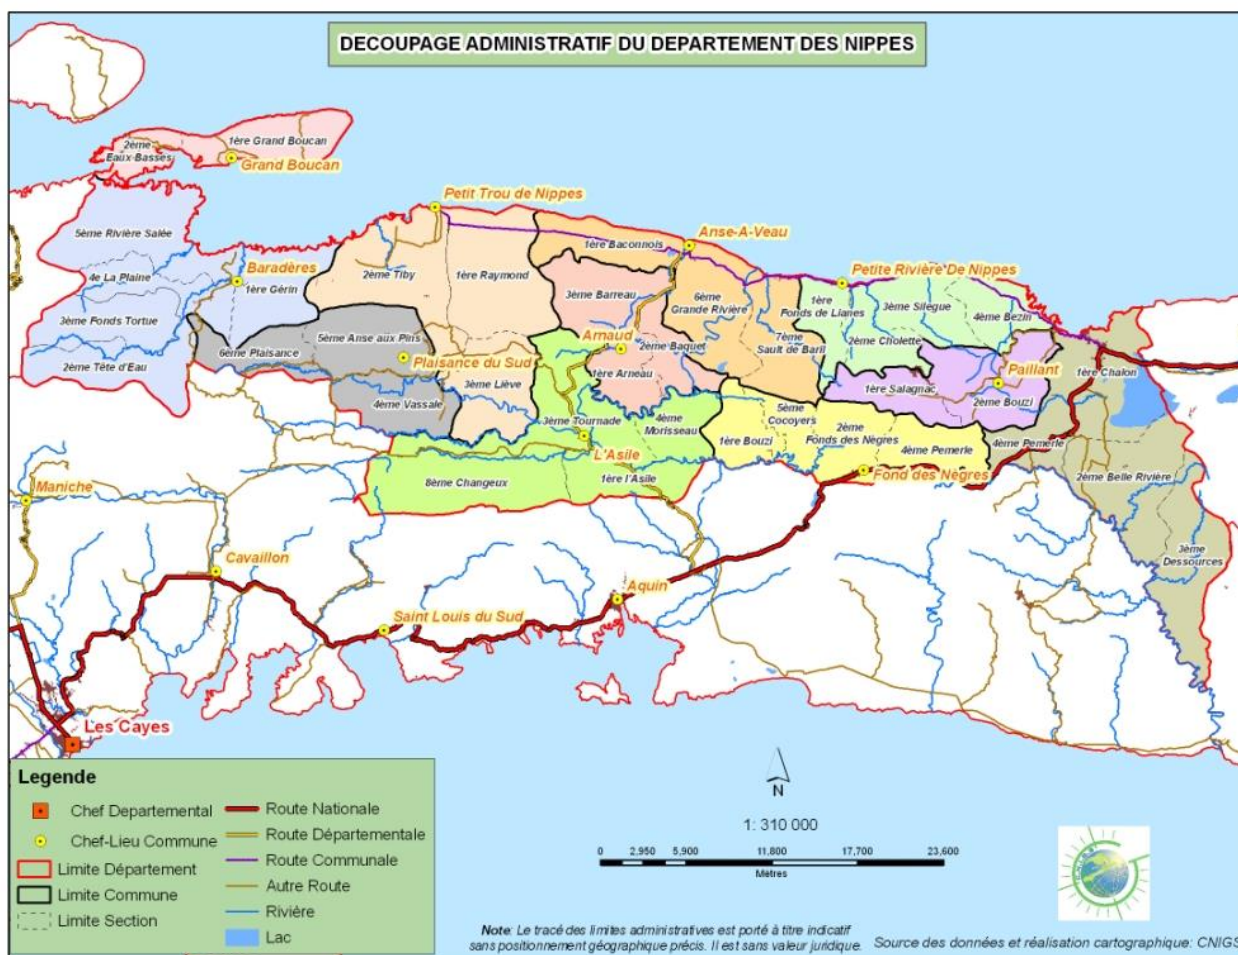 DECOUPAGE ADMINISTRATIF DU DEPARTEMENT DES NIPPES
2ème
Eaux Basses
1ère Grand Boucan
Grand Boucan
Petit Trou de Nippes
5ème Rivière Salée
4e La Plaine
Baradères
1ère Gérin
3ème Fonds Tortue
2ème Tête d'Eau
2ème Tiby
1ère Raymond
1ère Baconnois
Anse-A-Veau
3ème Barreau
6ème
Grande Rivière
Petite Rivière De Nippes
1ère
Fonds de Lianes
3ème Silègue
4ème Bezin
7ème
Sault de Baril
2ème Cholette
5ème Anse aux Pins
6ème Plaisance
Plaisance du Sud
Arnaud
2ème Baquet
1ère Arneau
3ème Liève
4ème Vassale
Paillant
1ère Salagnac
2ème Bouzi
1ère Chalon
3ème Tournade
4ème
Morisseau
5ème
Cocoyers
1ère Bouzi
2ème
Fonds des Nègres
4ème Pemerle
4ème Pemerle
L'Asile
Fond des Nègres
2ème Belle Rivière
8ème Changeux
1ère l'Asile
3ème
Dessources
Maniche
Cavaillon
Aquin
Saint Louis du Sud
Les Cayes
Legende
Chef Departemental
Chef-Lieu Commune
Limite Département
Limite Commune
Limite Section
Route Nationale
Route Départementale
Route Communale
Autre Route
Rivière
Lac
N
1: 310 000
0 2,950 5,900 11,800 17,700 23,600
Metres
Note: Le tracé des limites administratives est porté à titre indicatif
sans positionnement géographique précis. Il est sans valeur juridique.
Source des données et réalisation cartographique: CNIGS